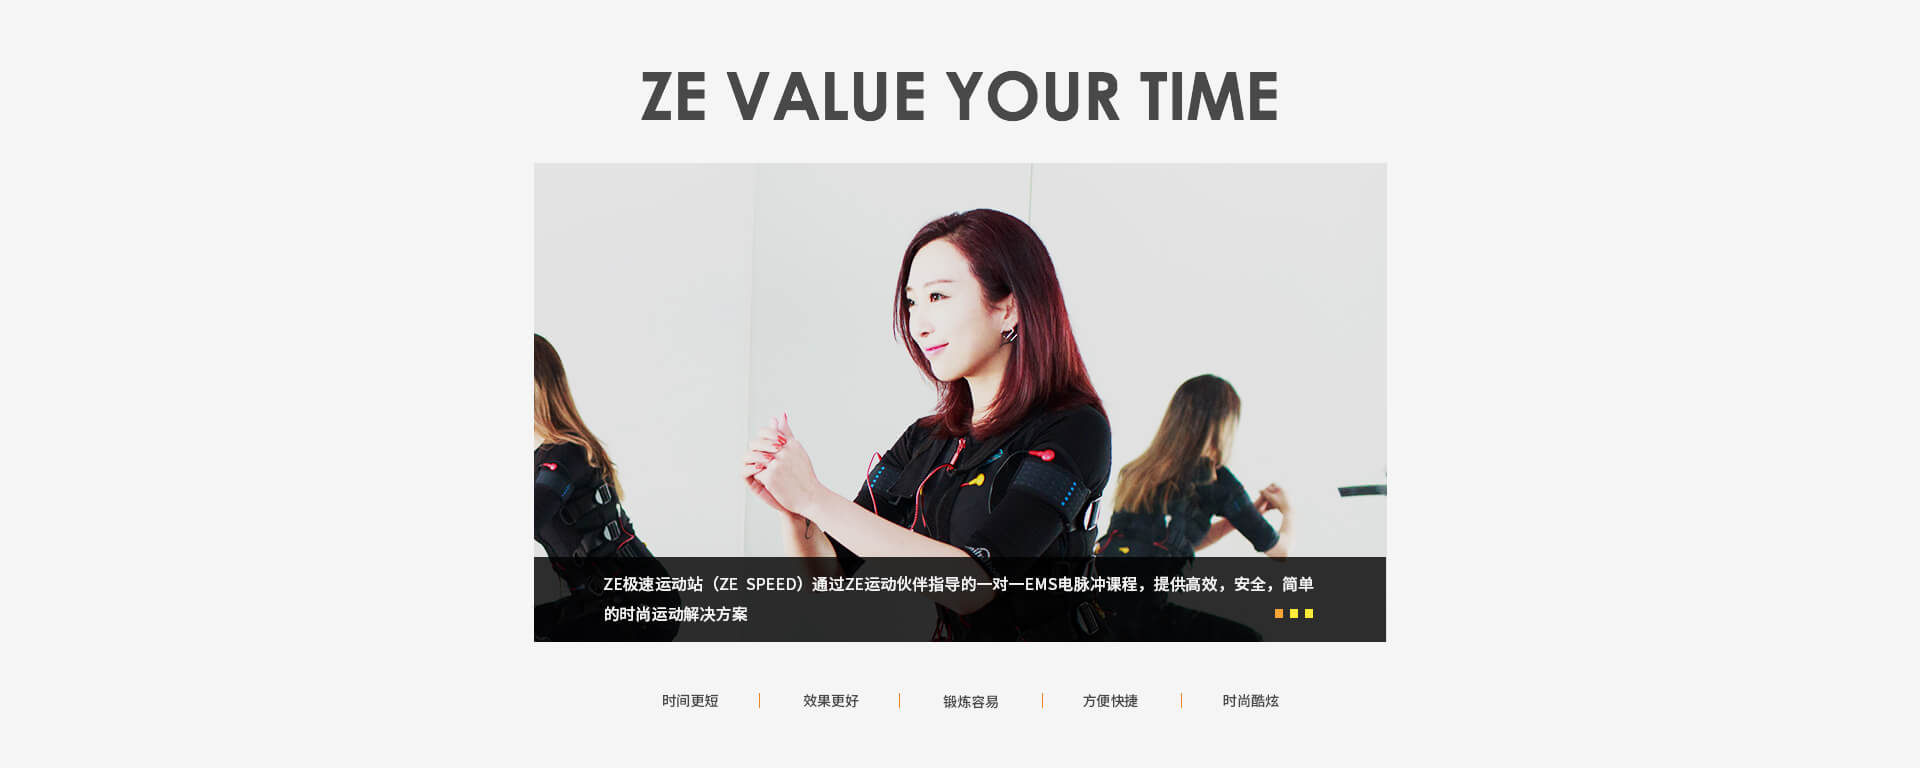 ZE VALUE YOUR TIME
ZE极速运动站（ZE SPEED）通过ZE运动伙伴指导的一对一EMS电脉冲课程，提供高效，安全，简单
的时尚运动解决方案
时间更短 | 效果更好 | 锻炼容易 | 方便快捷 | 时尚酷炫